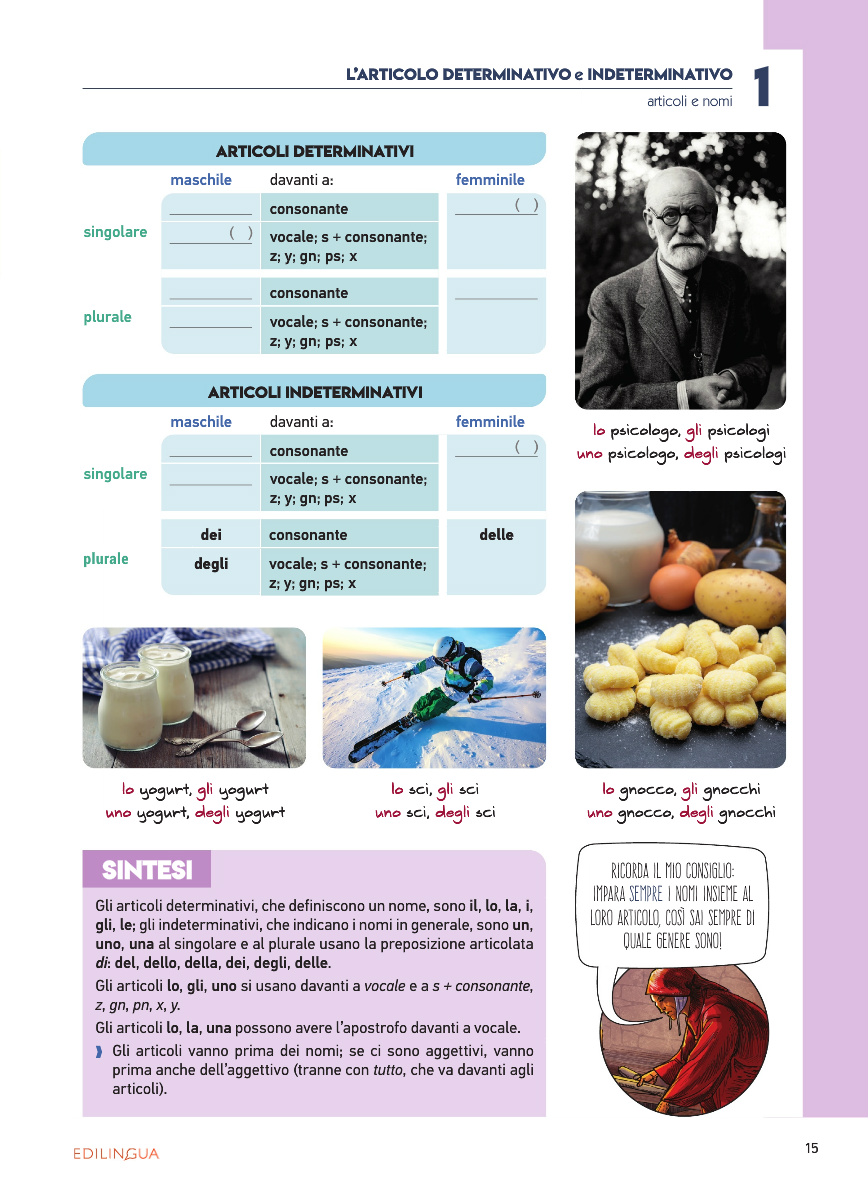 L'ARTICOLO DETERMINATIVO e INDETERMINATIVO
1
articoli e nomi
ARTICOLI DETERMINATIVI
maschile davanti a: femminile
singolare
________ consonante ________( )
________( ) vocale; s + consonante;
z; y; gn; ps; x
plurale
________ consonante ________
________ vocale; s + consonante;
z; y; gn; ps; x
ARTICOLI INDETERMINATIVI
maschile davanti a: femminile
singolare
________ consonante ________( )
________ vocale; s + consonante;
z; y; gn; ps; x
plurale
dei consonante delle
degli vocale; s + consonante;
z; y; gn; ps; x
lo psicologo, gli psicologi
uno psicologo, degli psicologi
lo yogurt, gli yogurt
uno yogurt, degli yogurt
lo sci, gli sci
uno sci, degli sci
lo gnocco, gli gnocchi
uno gnocco, degli gnocchi
SINTESI
Gli articoli determinativi, che definiscono un nome, sono il, lo, la, i,
gli, le; gli indeterminativi, che indicano i nomi in generale, sono un,
uno, una al singolare e al plurale usano la preposizione articolata
di: del, dello, della, dei, degli, delle.
Gli articoli lo, gli, uno si usano davanti a vocale e a s + consonante,
z, gn, pn, x, y.
Gli articoli lo, la, una possono avere l'apostrofo davanti a vocale.
Gli articoli vanno prima dei nomi; se ci sono aggettivi, vanno
prima anche dell'aggettivo (tranne con tutto, che va davanti agli
articoli).
RICORDA IL MIO CONSIGLIO:
IMPARA SEMPRE I NOMI INSIEME AL
LORO ARTICOLO, COSÌ SAI SEMPRE DI
QUALE GENERE SONO!
EDILINGUA
15